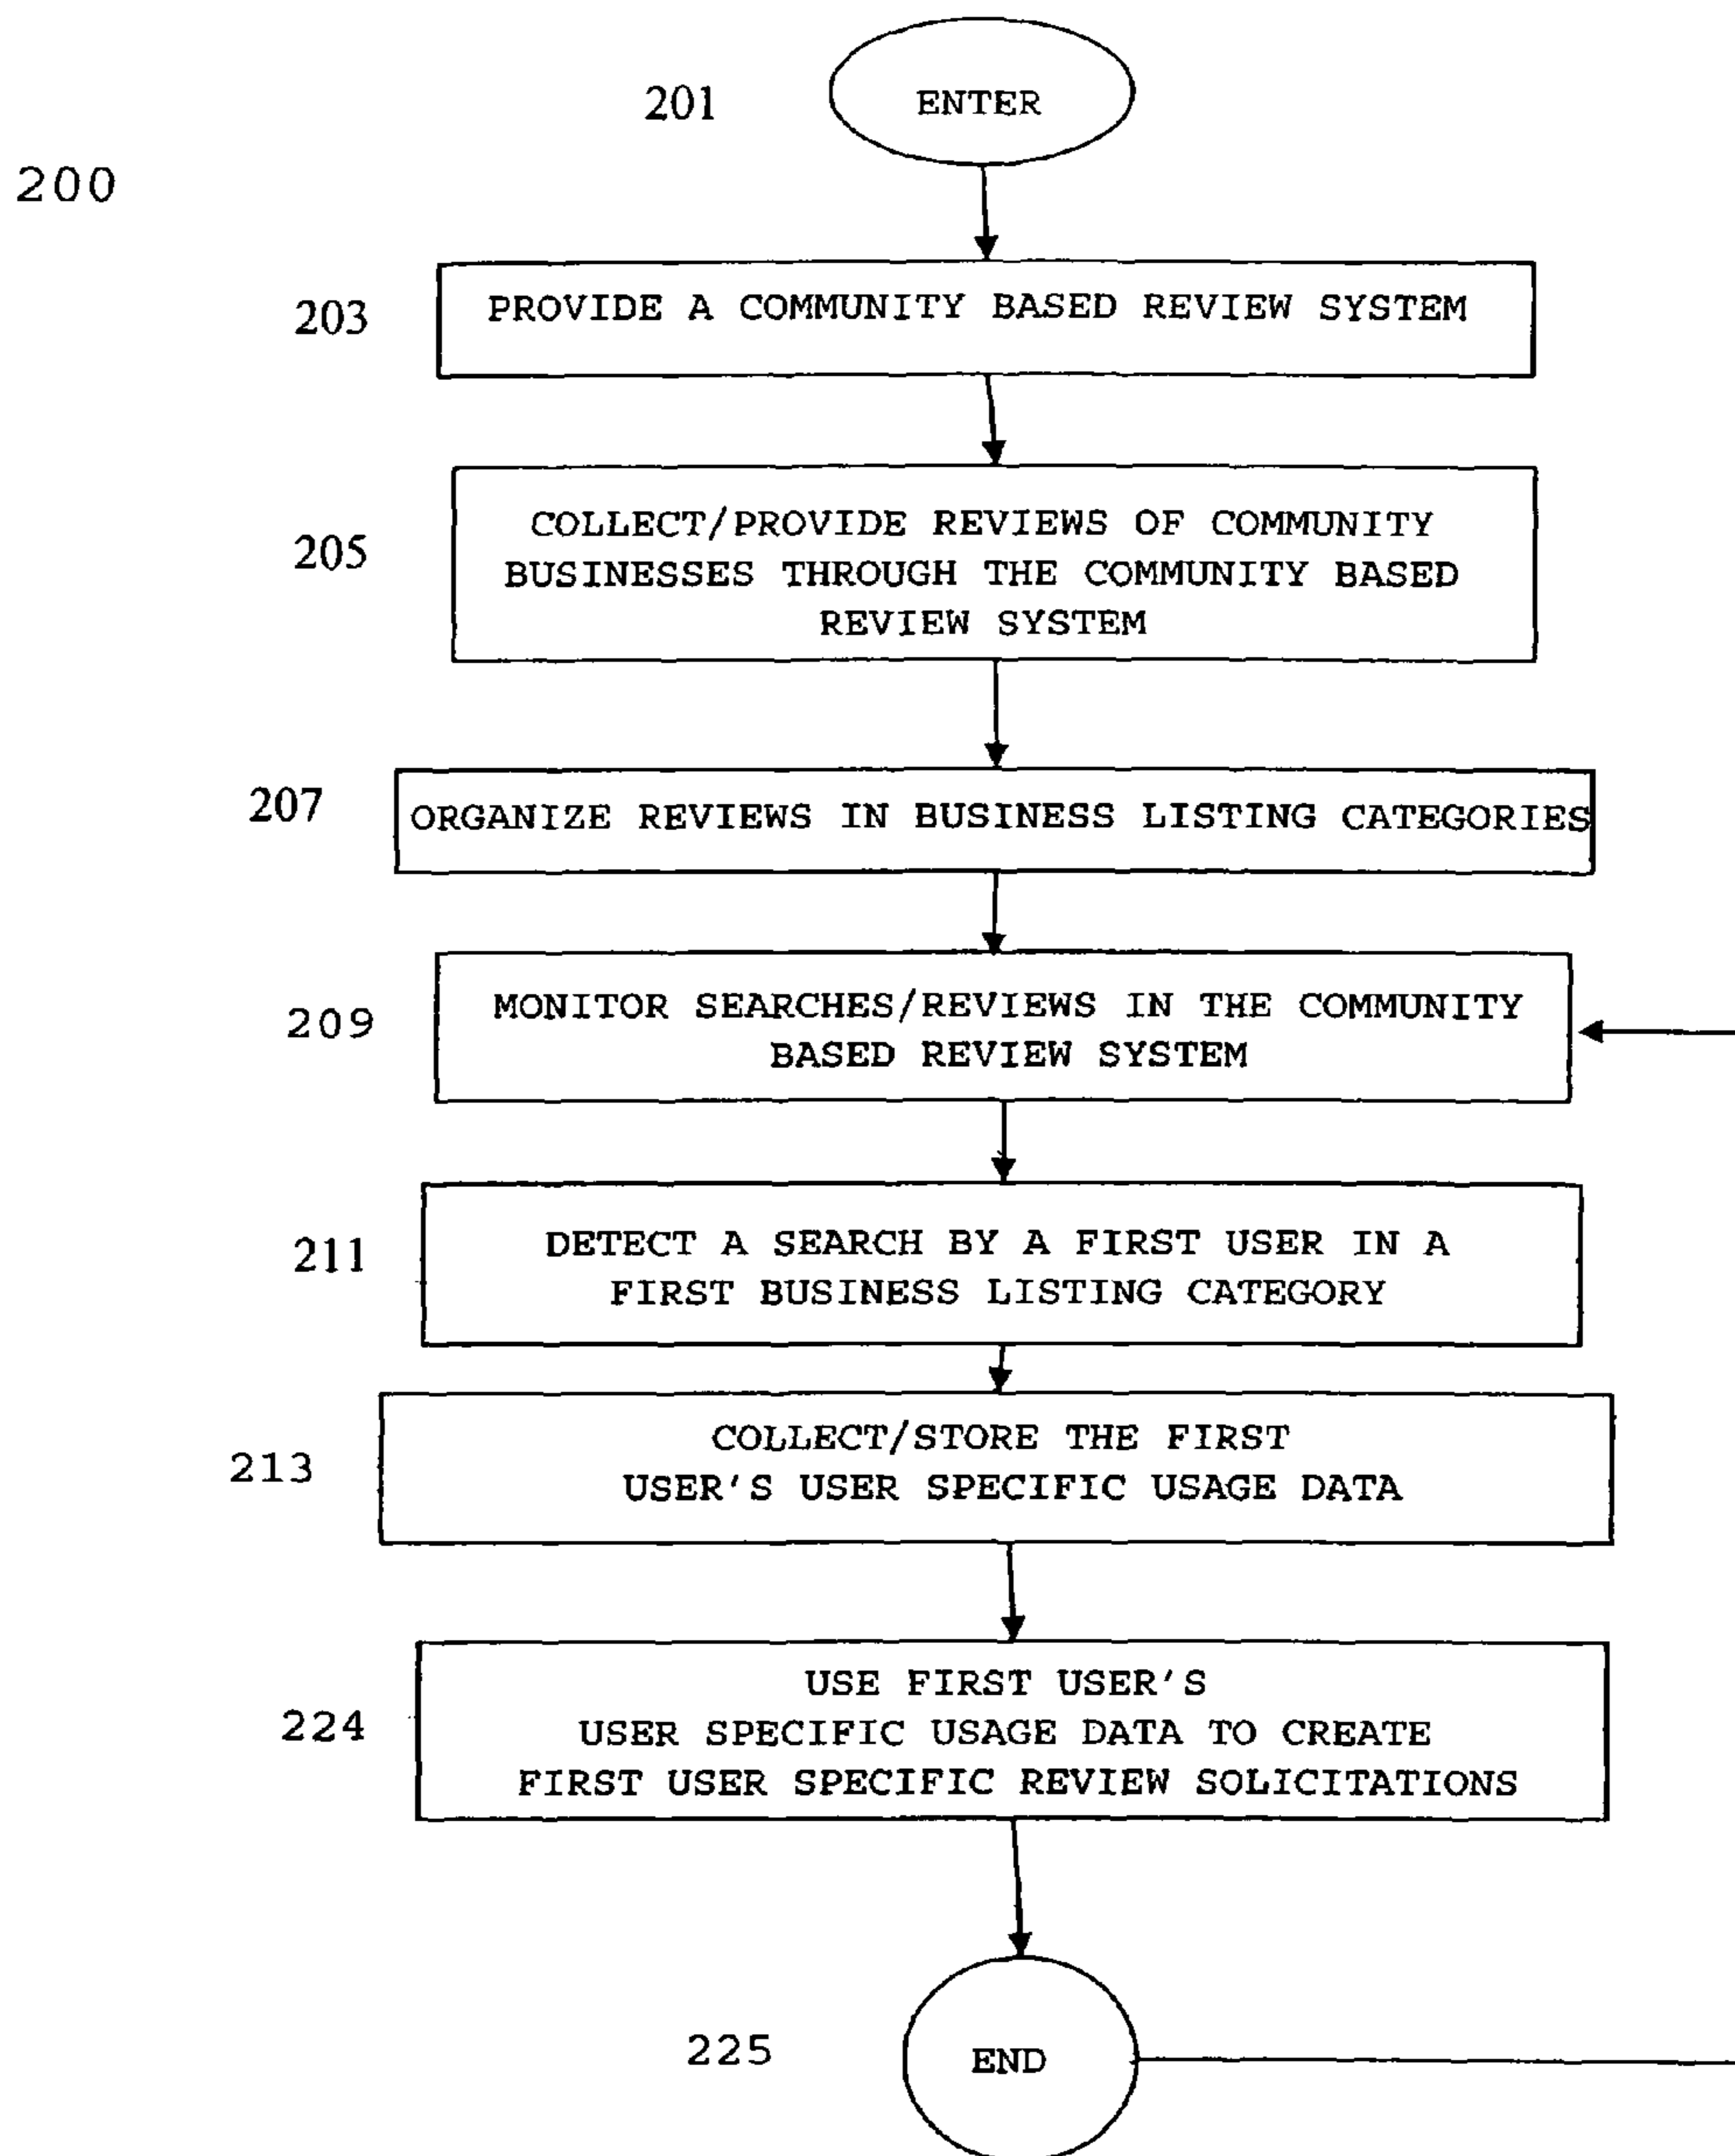 200
201
ENTER
203
PROVIDE A COMMUNITY BASED REVIEW SYSTEM
205
COLLECT/PROVIDE REVIEWS OF COMMUNITY
BUSINESSES THROUGH THE COMMUNITY BASED
REVIEW SYSTEM
207
ORGANIZE REVIEWS IN BUSINESS LISTING CATEGORIES
209
MONITOR SEARCHES/REVIEWS IN THE COMMUNITY
BASED REVIEW SYSTEM
211
DETECT A SEARCH BY A FIRST USER IN A
FIRST BUSINESS LISTING CATEGORY
213
COLLECT/STORE THE FIRST
USER'S USER SPECIFIC USAGE DATA
224
USE FIRST USER'S
USER SPECIFIC USAGE DATA TO CREATE
FIRST USER SPECIFIC REVIEW SOLICITATIONS
225
END